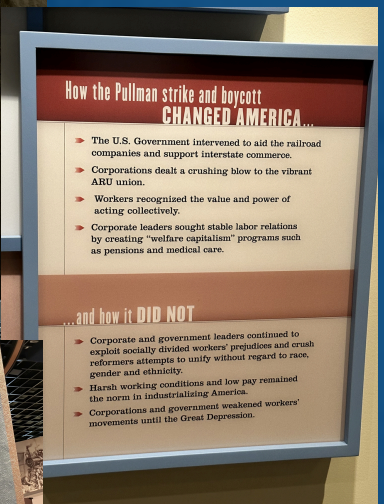 How the Pullman strike and boycott
CHANGED AMERICA...
The U.S. Government intervened to aid the railroad
companies and support interstate commerce.
Corporations dealt a crushing blow to the vibrant
ARU union.
Workers recognized the value and power of
acting collectively.
Corporate leaders sought stable labor relations
by creating "welfare capitalism" programs such
as pensions and medical care.
...and how it DID NOT
Corporate and government leaders continued to
exploit socially divided workers' prejudices and crush
reformers attempts to unify without regard to race,
gender and ethnicity.
Harsh working conditions and low pay remained
the norm in industrializing America.
Corporations and government weakened workers'
movements until the Great Depression.